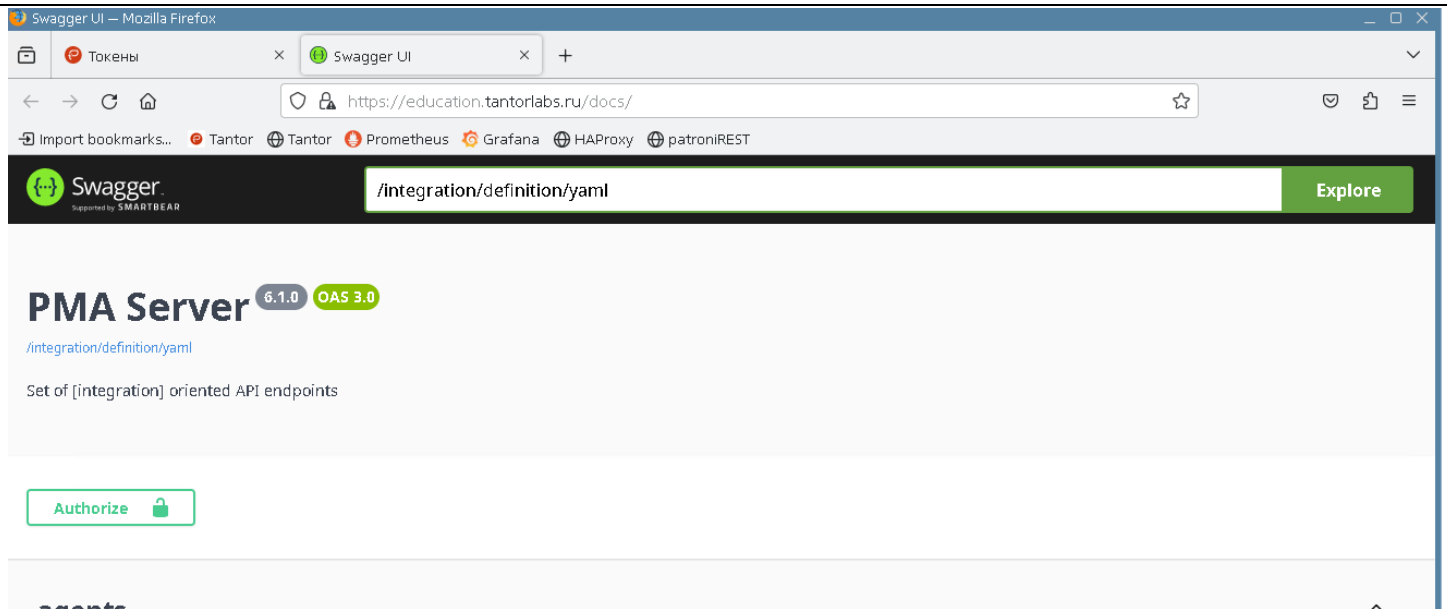 Swagger UI — Mozilla Firefox
Токены
Swagger UI
https://education.tantorlabs.ru/docs/
Import bookmarks... Tantor Tantor Prometheus Grafana HAProxy patroniREST
Swagger
Supported by SMARTBEAR
/integration/definition/yaml
Explore
PMA Server 6.1.0 OAS 3.0
/integration/definition/yaml
Set of [integration] oriented API endpoints
Authorize
agents